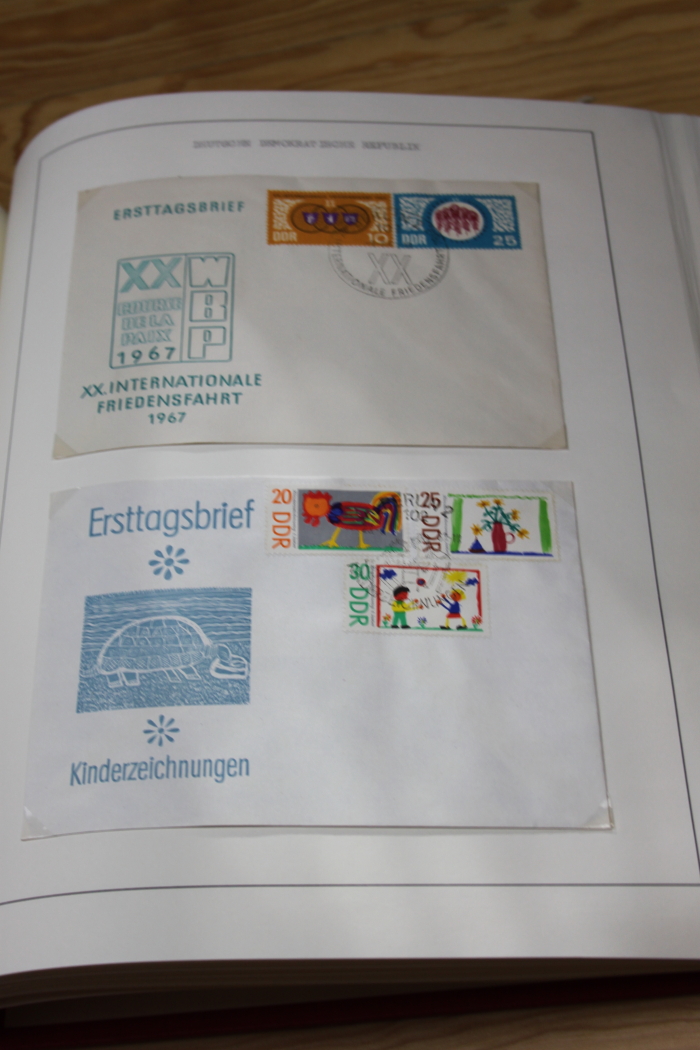 DEUTSCHE DEMOKRATISCHE REPUBLIK
ERSTTAGSBRIEF
DDR 10
DDR 25
XX W
COURSE B
DE LA
PAIX P
1967
XX
INTERNATIONALE FRIEDENSFAHRT
XX. INTERNATIONALE
FRIEDENSFAHRT
1967
Ersttagsbrief
20 DDR
25 DDR
30 DDR
Kinderzeichnungen